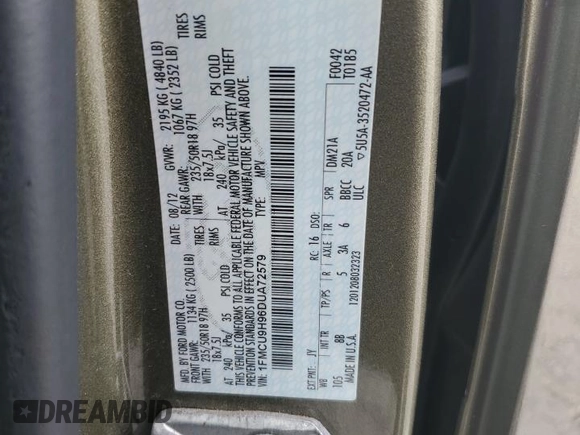 MFD. BY FORD MOTOR CO.
DATE: 08/12 GVWR: 2195 KG ( 4840 LB)
FRONT GAWR: 1134 KG ( 2500 LB) REAR GAWR: 1067 KG ( 2352 LB)
WITH 235/50R18 97H TIRES WITH 235/50R18 97H TIRES
18x7.5J RIMS 18x7.5J RIMS
AT 240 kPa/ 35 PSI COLD AT 240 kPa/ 35 PSI COLD
THIS VEHICLE CONFORMS TO ALL APPLICABLE FEDERAL MOTOR VEHICLE SAFETY AND THEFT
PREVENTION STANDARDS IN EFFECT ON THE DATE OF MANUFACTURE SHOWN ABOVE.
VIN: 1FMCU9H96DUA72579 TYPE: MPV
EXT PNT: JY RC: 16 DSO: F0042
WB INT TR TP/PS R AXLE TR SPR DM21A T0185
105 BB 5 3A 6 BBCC 20A
MADE IN U.S.A. 1201208032323 ULC ▽5U5A-3520472-AA
DREAMBID